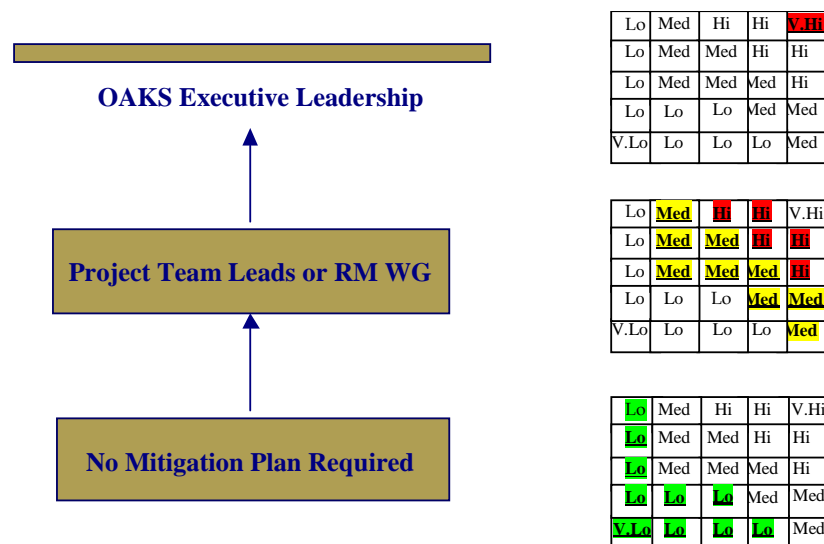 OAKS Executive Leadership
Project Team Leads or RM WG
No Mitigation Plan Required
Lo Med Hi Hi V.Hi
Lo Med Med Hi Hi
Lo Med Med Med Hi
Lo Lo Lo Med Med
V.Lo Lo Lo Lo Med
Lo Med Hi Hi V.Hi
Lo Med Med Hi Hi
Lo Med Med Med Hi
Lo Lo Lo Med Med
V.Lo Lo Lo Lo Med
Lo Med Hi Hi V.Hi
Lo Med Med Hi Hi
Lo Med Med Med Hi
Lo Lo Lo Med Med
V.Lo Lo Lo Lo Med